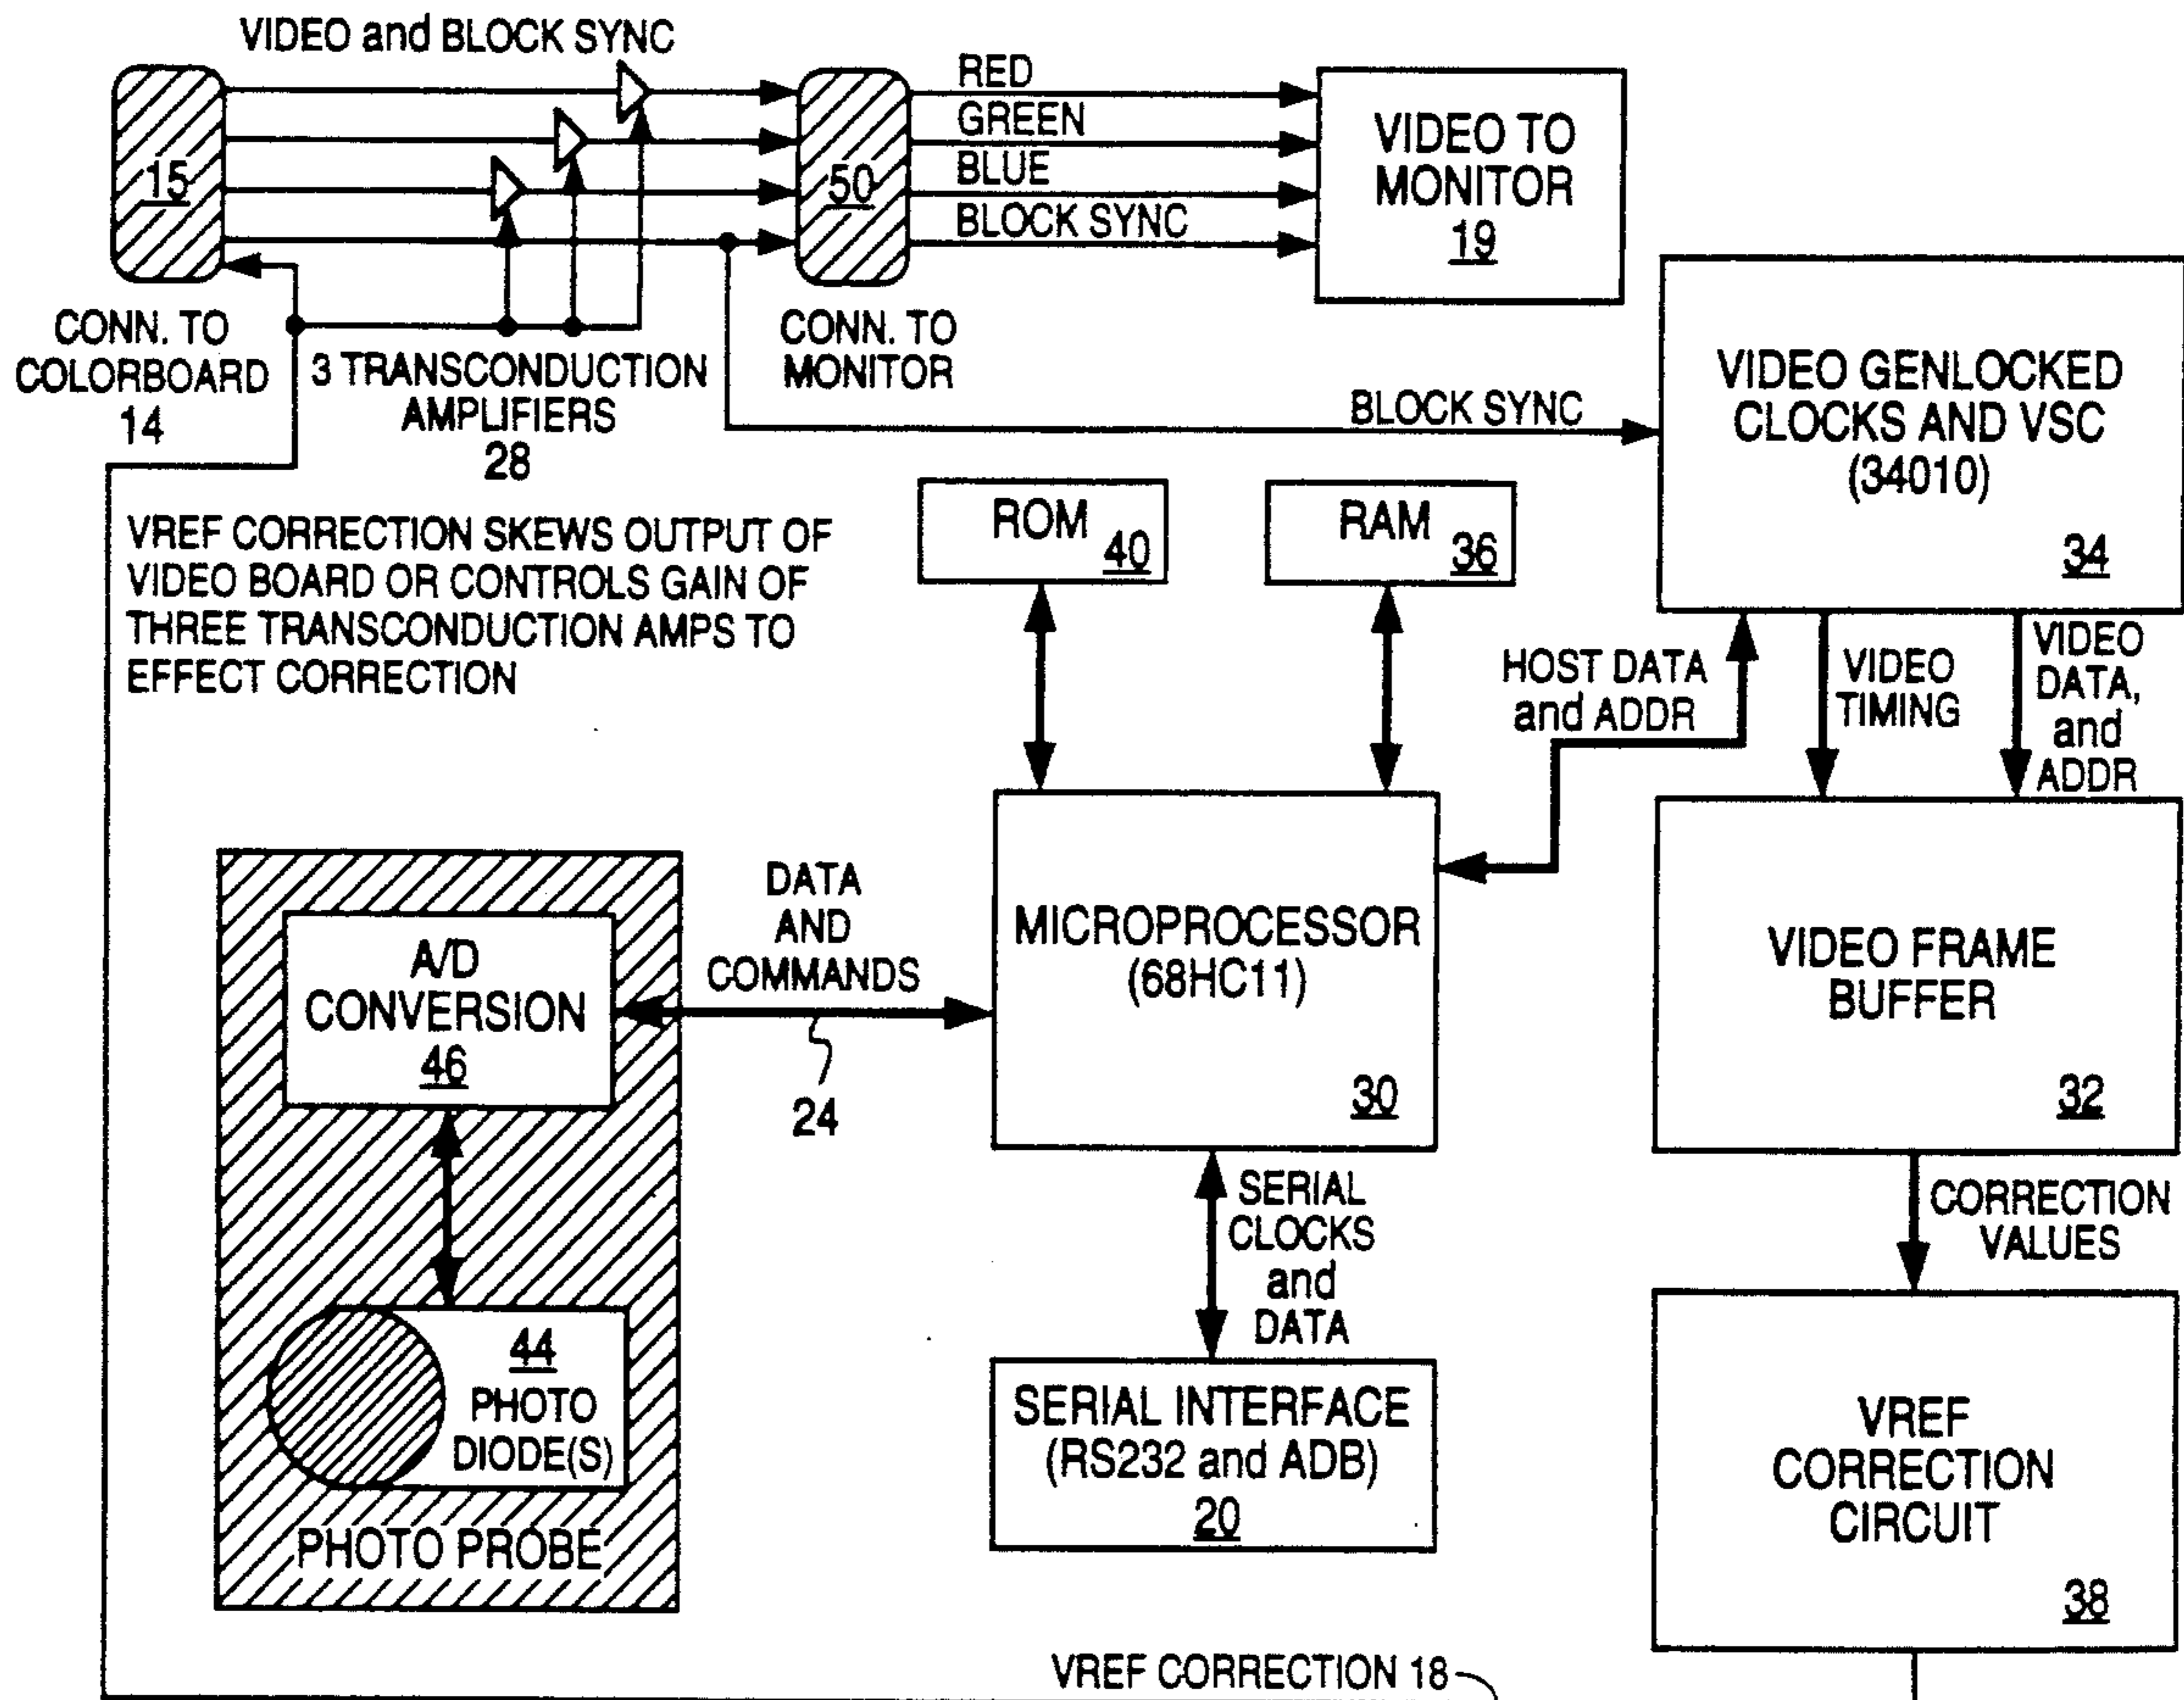 VIDEO and BLOCK SYNC
RED
GREEN
BLUE
BLOCK SYNC
15
50
VIDEO TO
MONITOR
19
CONN. TO
COLORBOARD
14
3 TRANSCONDUCTION
AMPLIFIERS
28
CONN. TO
MONITOR
BLOCK SYNC
VIDEO GENLOCKED
CLOCKS AND VSC
(34010)
34
VREF CORRECTION SKEWS OUTPUT OF
VIDEO BOARD OR CONTROLS GAIN OF
THREE TRANSCONDUCTION AMPS TO
EFFECT CORRECTION
ROM 40
RAM 36
HOST DATA
and ADDR
VIDEO
TIMING
VIDEO
DATA,
and
ADDR
A/D
CONVERSION
46
DATA
AND
COMMANDS
24
MICROPROCESSOR
(68HC11)
30
VIDEO FRAME
BUFFER
32
SERIAL
CLOCKS
and
DATA
CORRECTION
VALUES
44
PHOTO
DIODE(S)
PHOTO PROBE
SERIAL INTERFACE
(RS232 and ADB)
20
VREF
CORRECTION
CIRCUIT
38
VREF CORRECTION 18